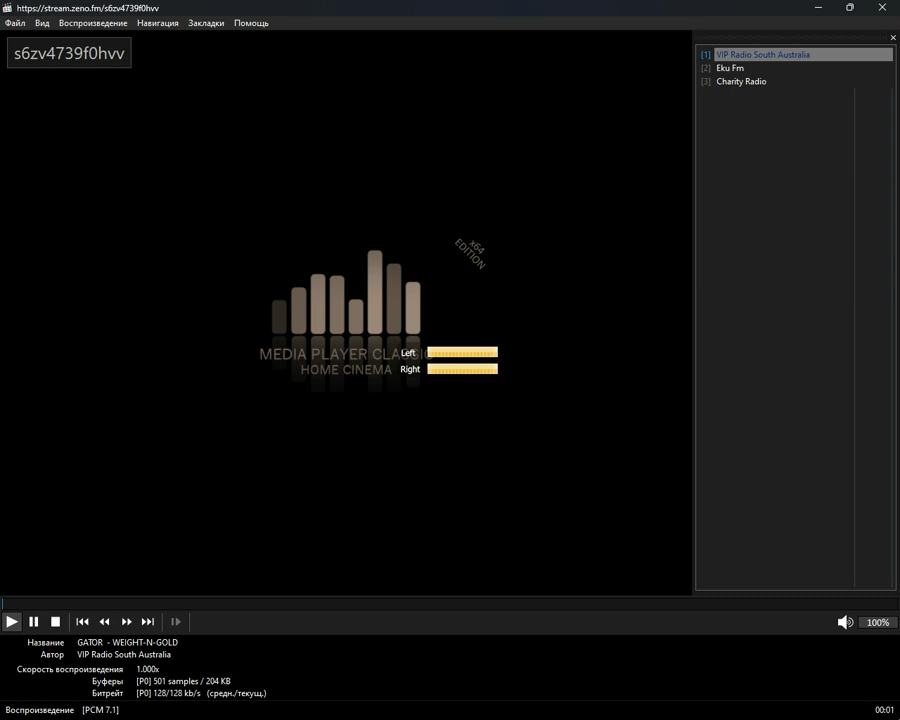 https://stream.zeno.fm/s6zv4739f0hvv
Файл Вид Воспроизведение Навигация Закладки Помощь
s6zv4739f0hvv
[1] VIP Radio South Australia
[2] Eku Fm
[3] Charity Radio
x64
EDITION
MEDIA PLAYER CLASSIC
HOME CINEMA
Left
Right
100%
Название GATOR - WEIGHT-N-GOLD
Автор VIP Radio South Australia
Скорость воспроизведения 1.000x
Буферы [P0] 501 samples / 204 KB
Битрейт [P0] 128/128 kb/s (средн./текущ.)
Воспроизведение [PCM 7.1] 00:01